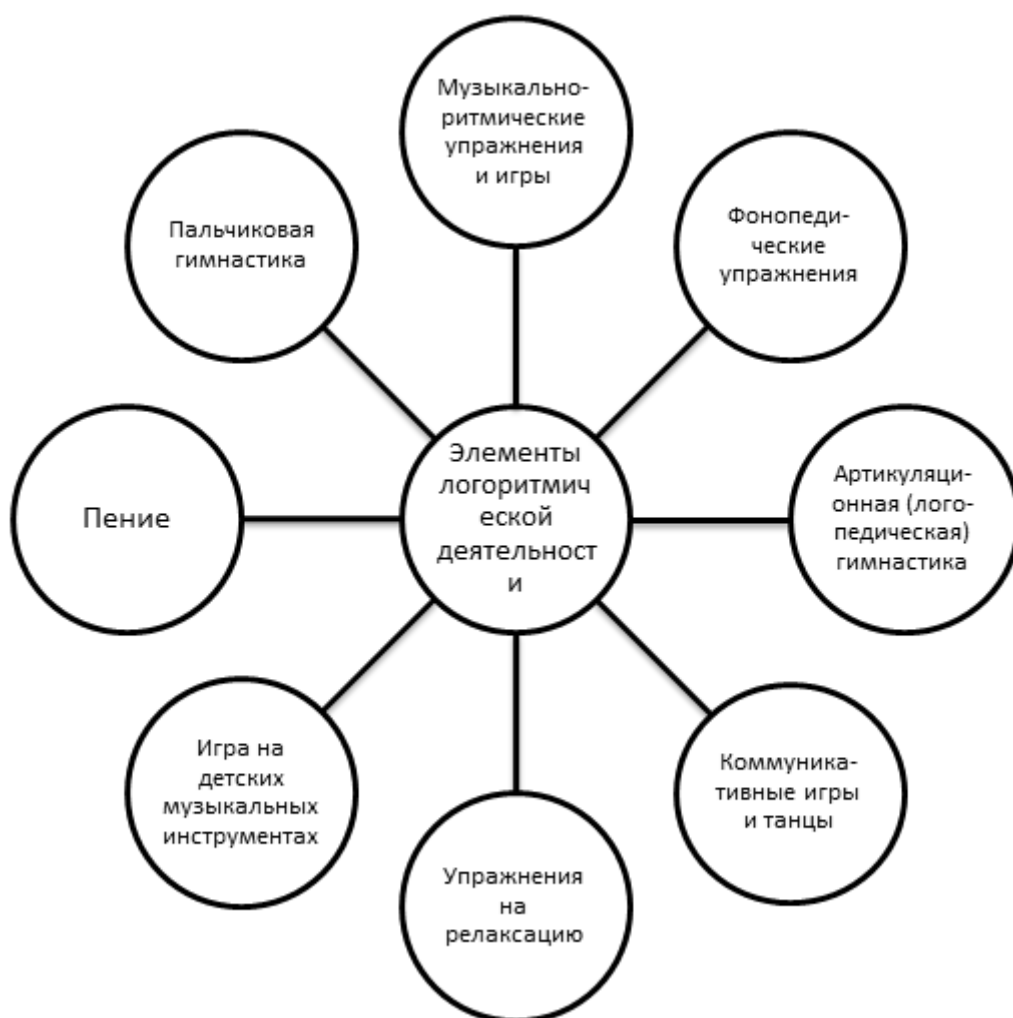 Музыкально-
ритмические
упражнения
и игры
Фонопеди-
ческие
упражнения
Артикуляци-
онная (лого-
педическая)
гимнастика
Коммуника-
тивные игры
и танцы
Упражнения
на
релаксацию
Игра на
детских
музыкальных
инструментах
Пение
Пальчиковая
гимнастика
Элементы
логоритмич
еской
деятельност
и